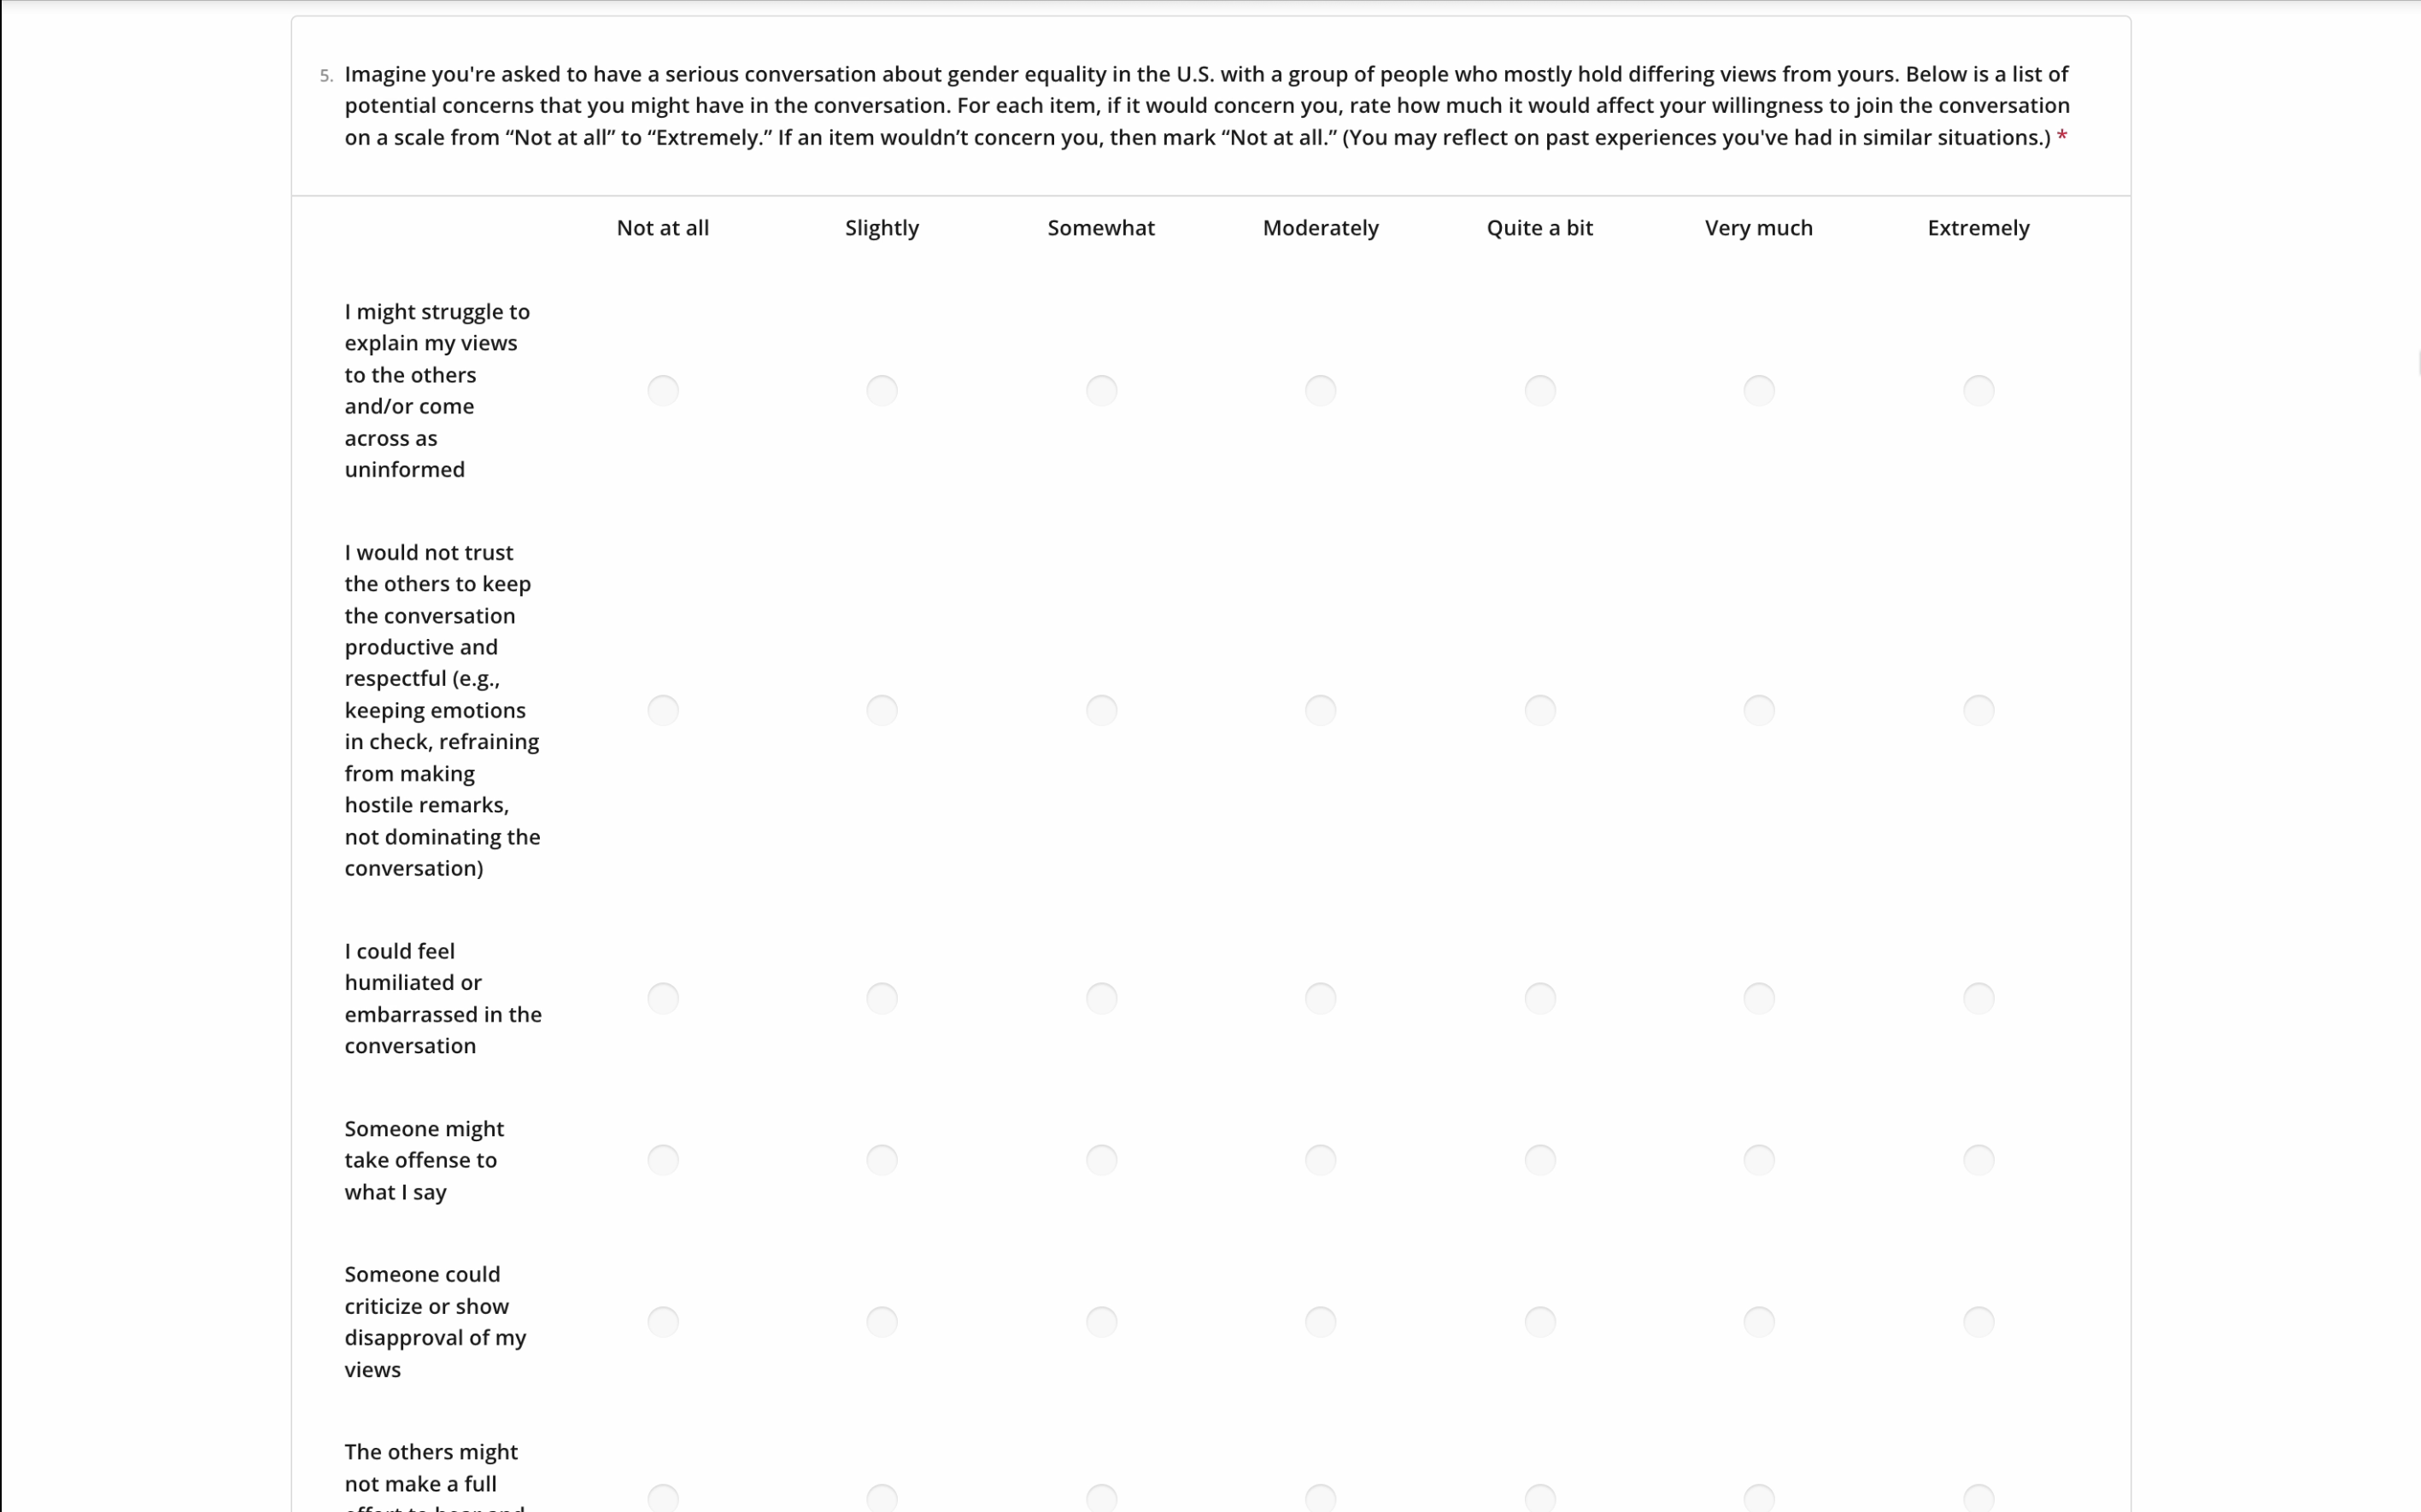 5. Imagine you're asked to have a serious conversation about gender equality in the U.S. with a group of people who mostly hold differing views from yours. Below is a list of
potential concerns that you might have in the conversation. For each item, if it would concern you, rate how much it would affect your willingness to join the conversation
on a scale from “Not at all” to “Extremely.” If an item wouldn’t concern you, then mark “Not at all.” (You may reflect on past experiences you've had in similar situations.) *
Not at all Slightly Somewhat Moderately Quite a bit Very much Extremely
I might struggle to
explain my views
to the others
and/or come
across as
uninformed
I would not trust
the others to keep
the conversation
productive and
respectful (e.g.,
keeping emotions
in check, refraining
from making
hostile remarks,
not dominating the
conversation)
I could feel
humiliated or
embarrassed in the
conversation
Someone might
take offense to
what I say
Someone could
criticize or show
disapproval of my
views
The others might
not make a full
effort to hear and